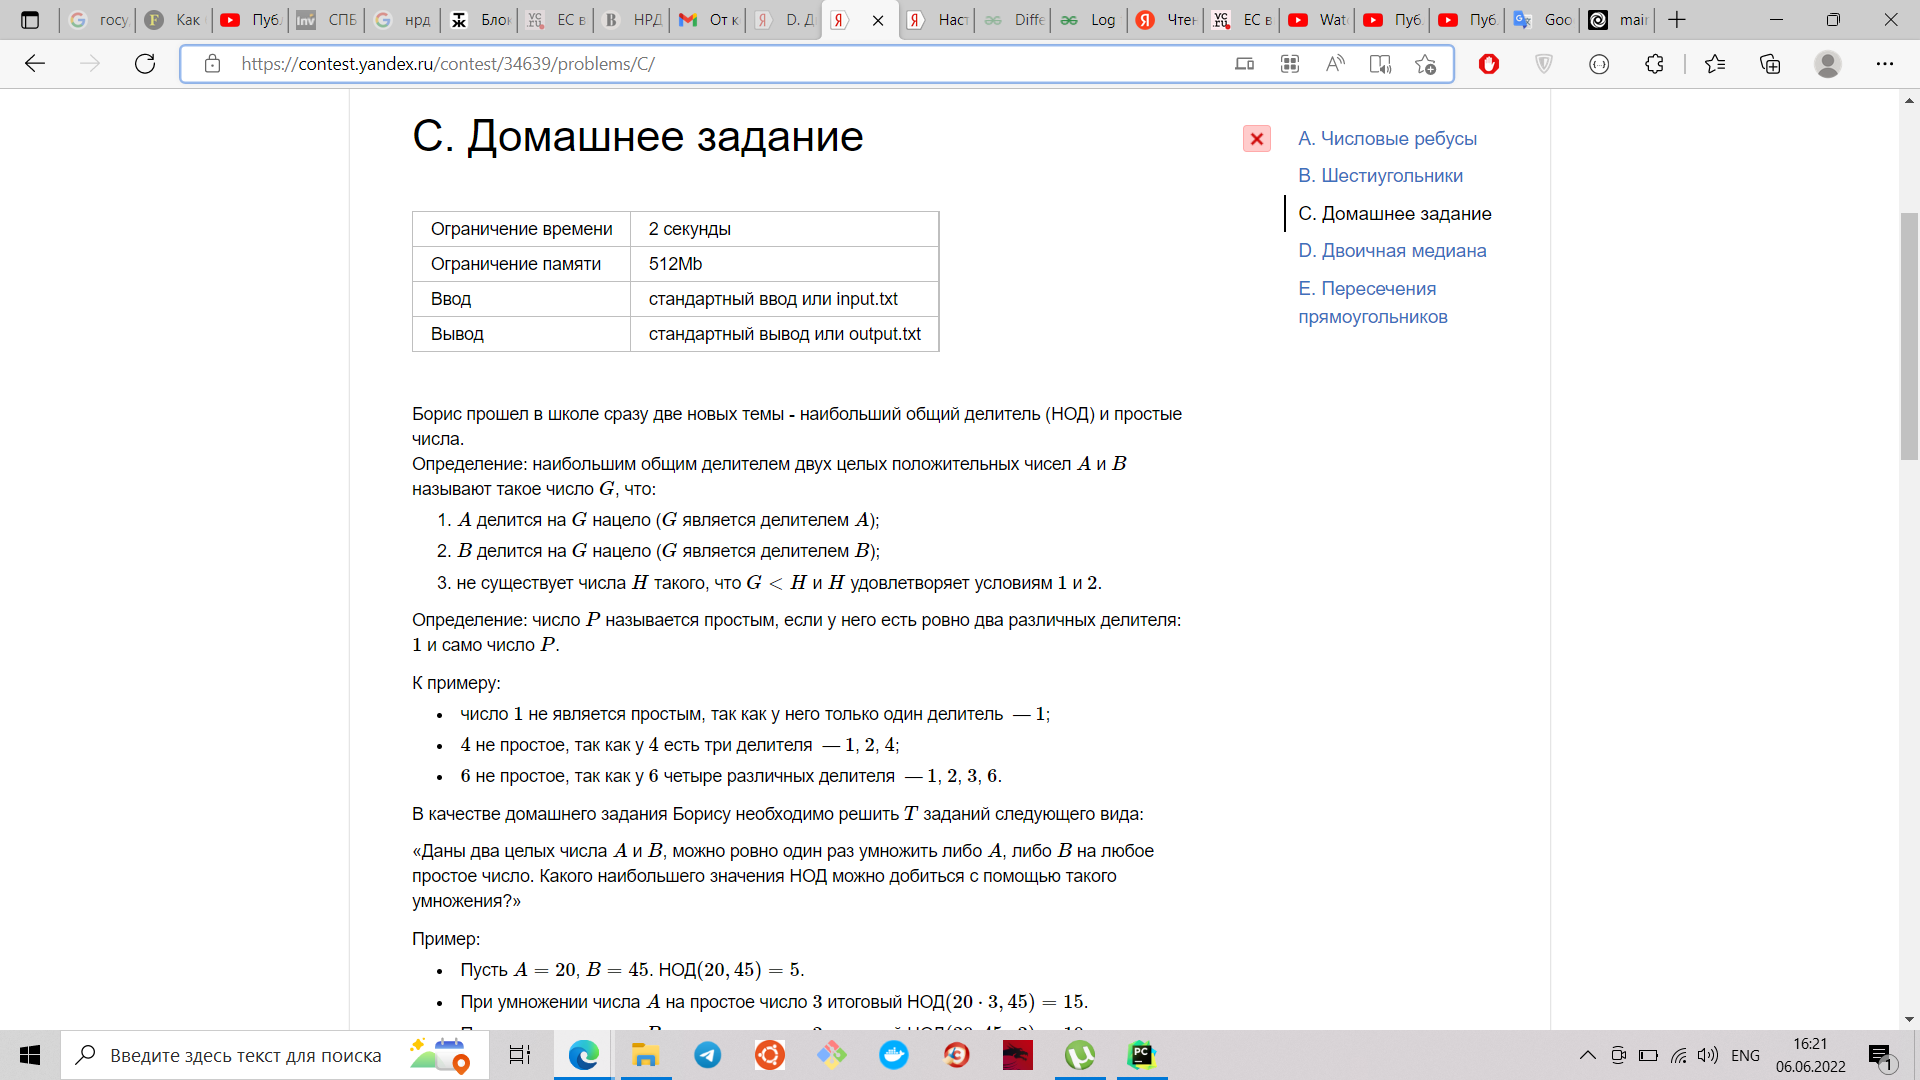 госу
Как
Пуб
СПБ
нрд
Блок
ЕС в
НРД
От к
D. Д
Наст
Diffe
Log
Чтен
ЕС в
Wat
Пуб
Пуб
Goo
mair
https://contest.yandex.ru/contest/34639/problems/C/
С. Домашнее задание
Ограничение времени 2 секунды
Ограничение памяти 512Mb
Ввод стандартный ввод или input.txt
Вывод стандартный вывод или output.txt
A. Числовые ребусы
B. Шестиугольники
C. Домашнее задание
D. Двоичная медиана
E. Пересечения
прямоугольников
Борис прошел в школе сразу две новых темы - наибольший общий делитель (НОД) и простые
числа.
Определение: наибольшим общим делителем двух целых положительных чисел A и B
называют такое число G, что:
1. A делится на G нацело (G является делителем A);
2. B делится на G нацело (G является делителем B);
3. не существует числа H такого, что G < H и H удовлетворяет условиям 1 и 2.
Определение: число P называется простым, если у него есть ровно два различных делителя:
1 и само число P.
К примеру:
• число 1 не является простым, так как у него только один делитель — 1;
• 4 не простое, так как у 4 есть три делителя — 1, 2, 4;
• 6 не простое, так как у 6 четыре различных делителя — 1, 2, 3, 6.
В качестве домашнего задания Борису необходимо решить T заданий следующего вида:
«Даны два целых числа A и B, можно ровно один раз умножить либо A, либо B на любое
простое число. Какого наибольшего значения НОД можно добиться с помощью такого
умножения?»
Пример:
• Пусть A = 20, B = 45. НОД(20, 45) = 5.
• При умножении числа A на простое число 3 итоговый НОД(20 · 3, 45) = 15.
Введите здесь текст для поиска
ENG
16:21
06.06.2022
1